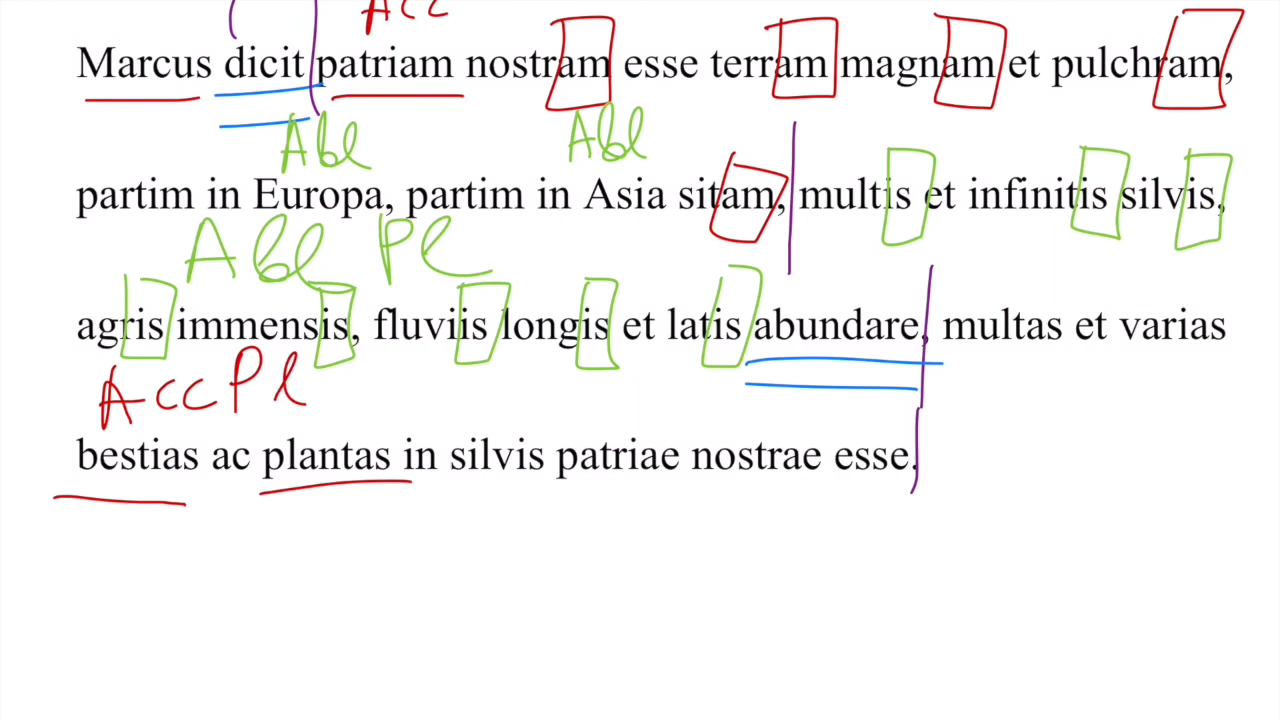 Acc
Marcus dicit patriam nostram esse terram magnam et pulchram,
Abl Abl
partim in Europa, partim in Asia sitam, multis et infinitis silvis,
Abl Pl
agris immensis, fluviis longis et latis abundare, multas et varias
Acc Pl
bestias ac plantas in silvis patriae nostrae esse.